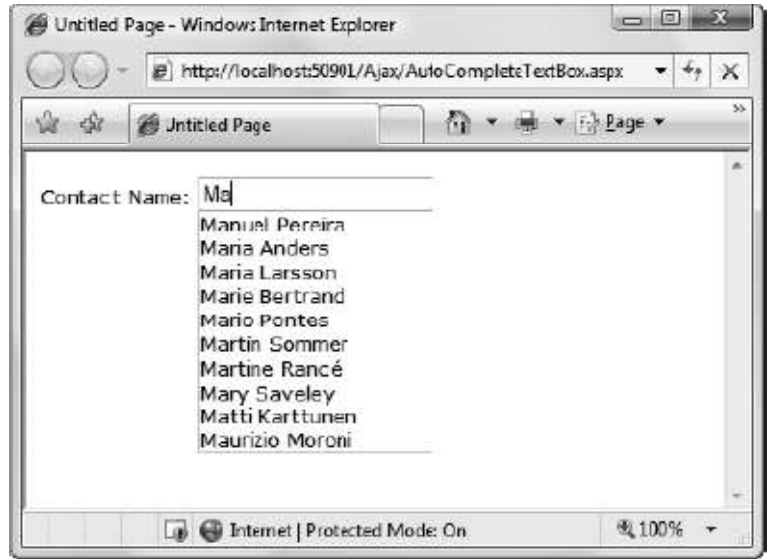 Untitled Page - Windows Internet Explorer
http://localhost:50901/Ajax/AutoCompleteTextBox.aspx
Untitled Page
Page
Contact Name: Ma
Manuel Pereira
Maria Anders
Maria Larsson
Marie Bertrand
Mario Pontes
Martin Sommer
Martine Rancé
Mary Saveley
Matti Karttunen
Maurizio Moroni
Internet | Protected Mode: On
100%